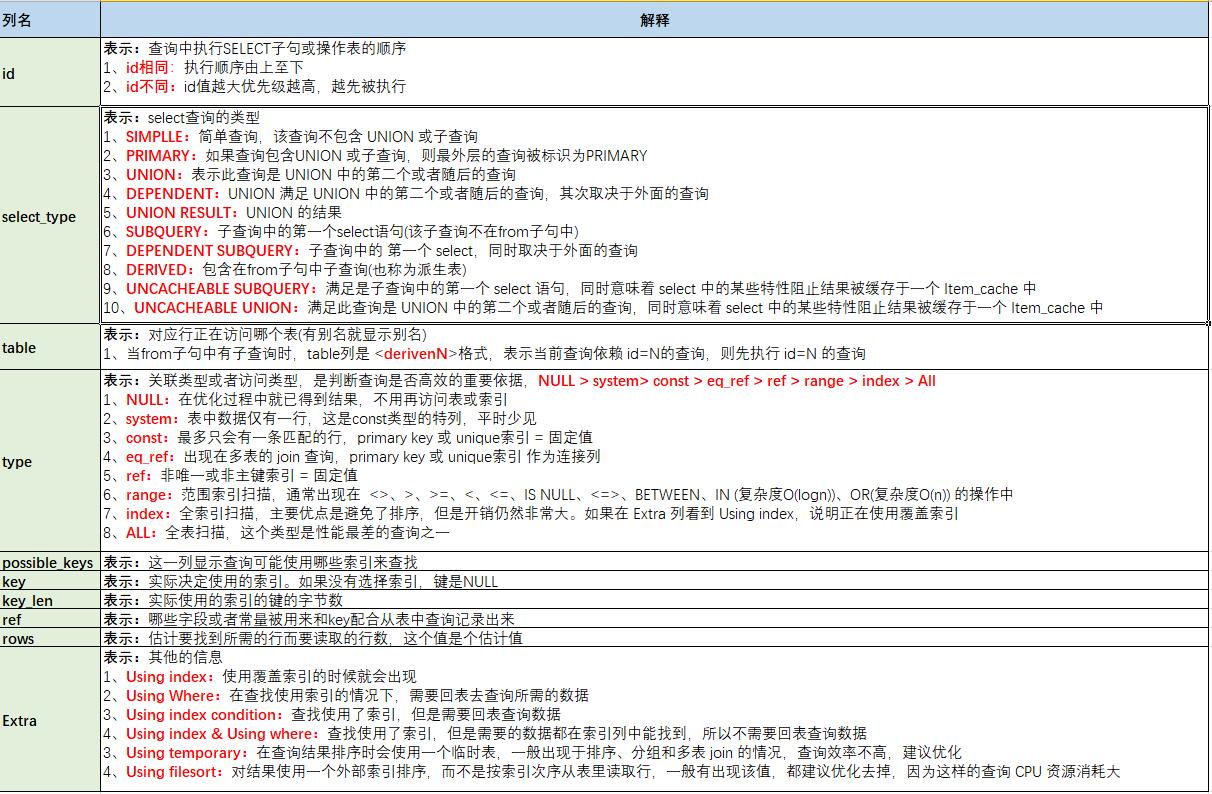 列名 解释
id
表示：查询中执行SELECT子句或操作表的顺序
1、id相同：执行顺序由上至下
2、id不同：id值越大优先级越高，越先被执行
select_type
表示：select查询的类型
1、SIMPLLE：简单查询，该查询不包含 UNION 或子查询
2、PRIMARY：如果查询包含UNION 或子查询，则最外层的查询被标识为PRIMARY
3、UNION：表示此查询是 UNION 中的第二个或者随后的查询
4、DEPENDENT：UNION 满足 UNION 中的第二个或者随后的查询，其次取决于外面的查询
5、UNION RESULT：UNION 的结果
6、SUBQUERY：子查询中的第一个select语句(该子查询不在from子句中)
7、DEPENDENT SUBQUERY：子查询中的 第一个 select，同时取决于外面的查询
8、DERIVED：包含在from子句中子查询(也称为派生表)
9、UNCACHEABLE SUBQUERY：满足是子查询中的第一个 select 语句，同时意味着 select 中的某些特性阻止结果被缓存于一个 Item_cache 中
10、UNCACHEABLE UNION：满足此查询是 UNION 中的第二个或者随后的查询，同时意味着 select 中的某些特性阻止结果被缓存于一个 Item_cache 中
table
表示：对应行正在访问哪个表(有别名就显示别名)
1、当from子句中有子查询时，table列是 <derivenN>格式，表示当前查询依赖 id=N的查询，则先执行 id=N 的查询
type
表示：关联类型或者访问类型，是判断查询是否高效的重要依据，NULL > system> const > eq_ref > ref > range > index > All
1、NULL：在优化过程中就已得到结果，不用再访问表或索引
2、system：表中数据仅有一行，这是const类型的特列，平时少见
3、const：最多只会有一条匹配的行，primary key 或 unique索引 = 固定值
4、eq_ref：出现在多表的 join 查询，primary key 或 unique索引 作为连接列
5、ref：非唯一或非主键索引 = 固定值
6、range：范围索引扫描，通常出现在 <>、>、>=、<、<=、IS NULL、<=>、BETWEEN、IN (复杂度O(logn))、OR(复杂度O(n)) 的操作中
7、index：全索引扫描，主要优点是避免了排序，但是开销仍然非常大。如果在 Extra 列看到 Using index，说明正在使用覆盖索引
8、ALL：全表扫描，这个类型是性能最差的查询之一
possible_keys 表示：这一列显示查询可能使用哪些索引来查找
key 表示：实际决定使用的索引。如果没有选择索引，键是NULL
key_len 表示：实际使用的索引的键的字节数
ref 表示：哪些字段或者常量被用来和key配合从表中查询记录出来
rows 表示：估计要找到所需的行而要读取的行数，这个值是个估计值
Extra
表示：其他的信息
1、Using index：使用覆盖索引的时候就会出现
2、Using Where：在查找使用索引的情况下，需要回表去查询所需的数据
3、Using index condition：查找使用了索引，但是需要回表查询数据
4、Using index & Using where：查找使用了索引，但是需要的数据都在索引列中能找到，所以不需要回表查询数据
3、Using temporary：在查询结果排序时会使用一个临时表，一般出现于排序、分组和多表 join 的情况，查询效率不高，建议优化
4、Using filesort：对结果使用一个外部索引排序，而不是按索引次序从表里读取行，一般有出现该值，都建议优化去掉，因为这样的查询 CPU 资源消耗大